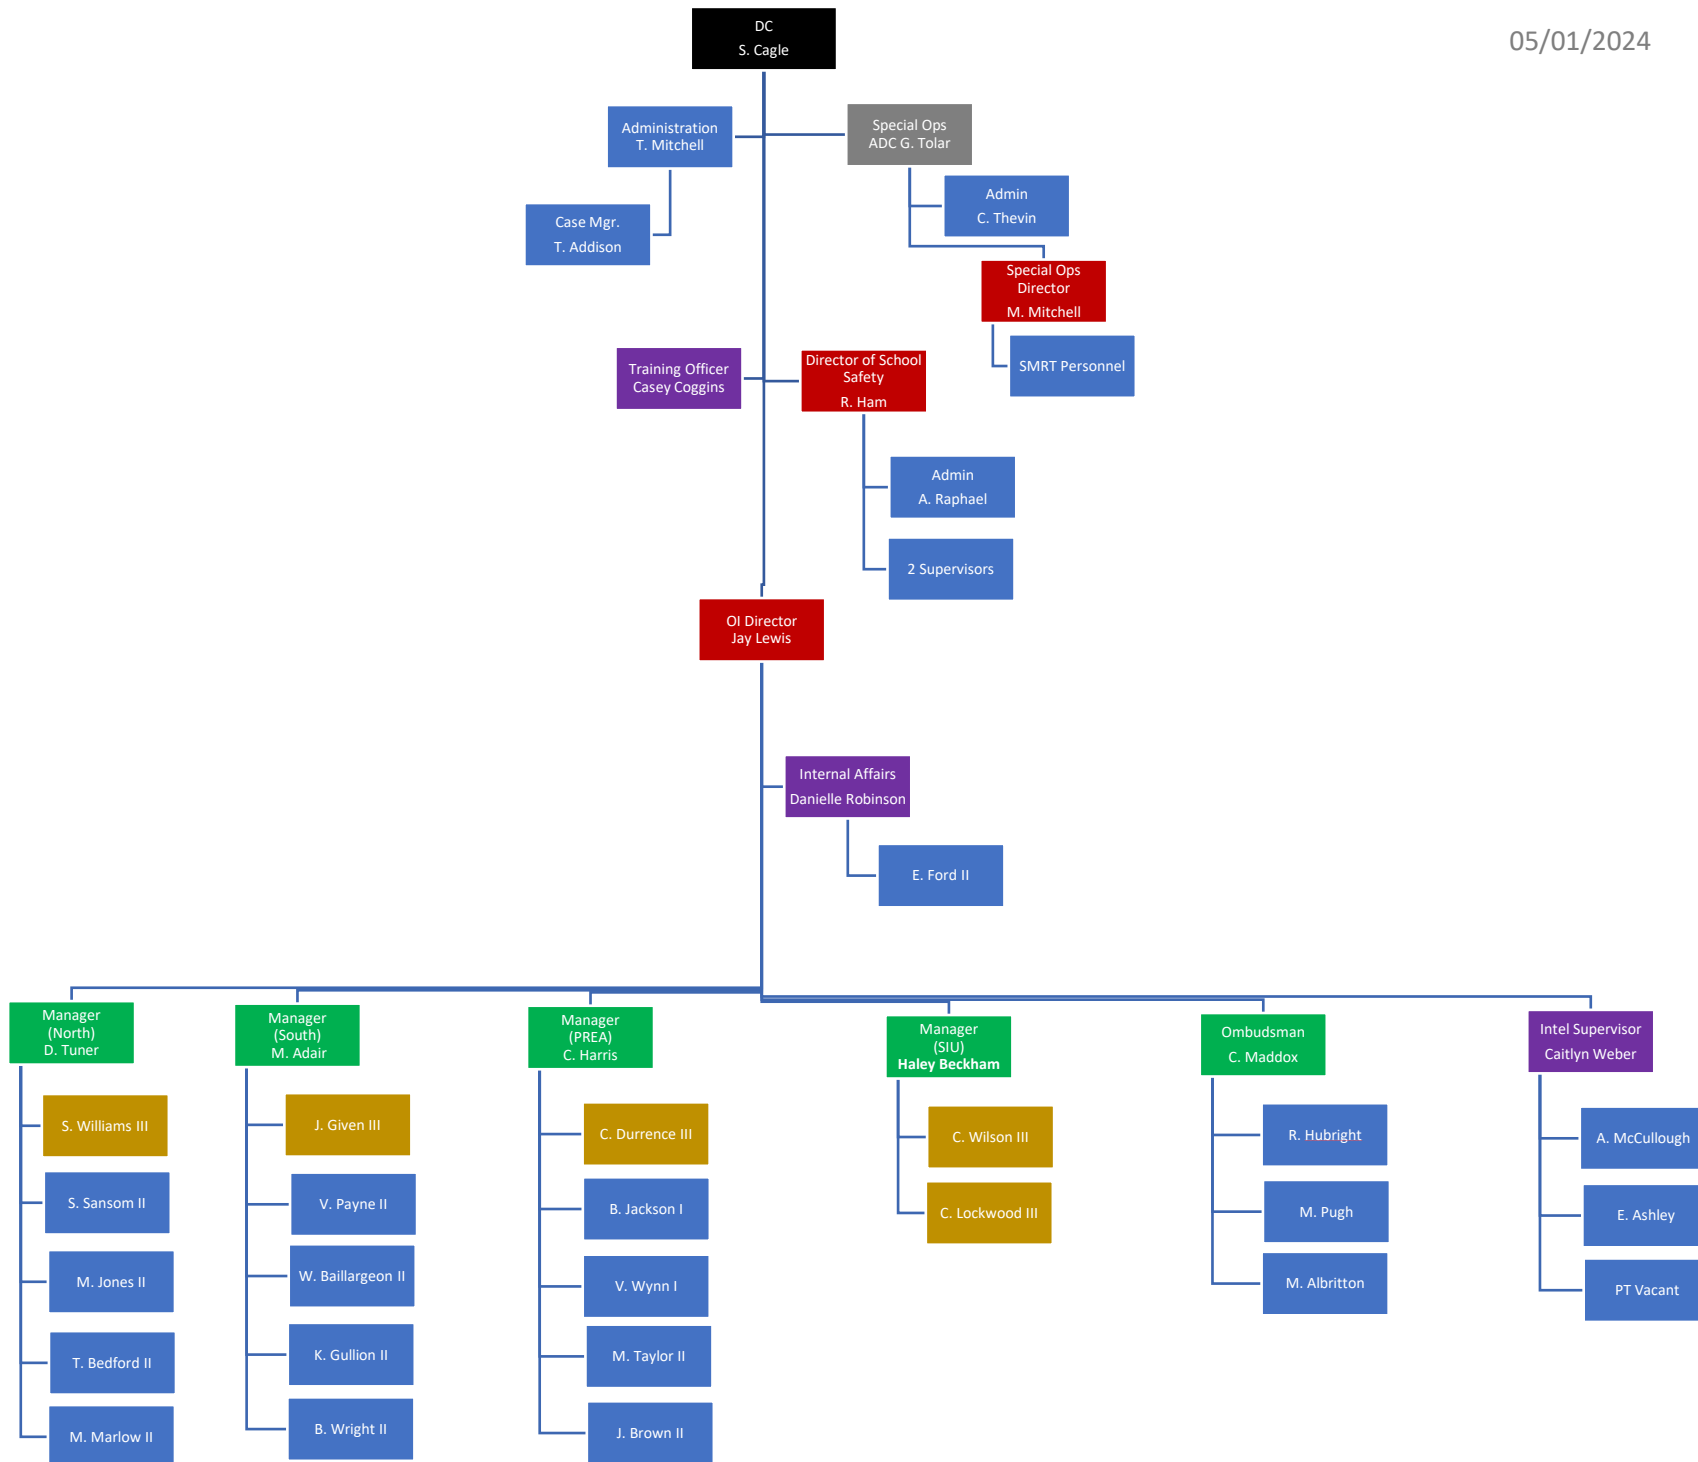 DC
S. Cagle
05/01/2024
Administration
T. Mitchell
Special Ops
ADC G. Tolar
Case Mgr.
T. Addison
Admin
C. Thevin
Special Ops
Director
M. Mitchell
SMRT Personnel
Training Officer
Casey Coggins
Director of School
Safety
R. Ham
Admin
A. Raphael
2 Supervisors
OI Director
Jay Lewis
Internal Affairs
Danielle Robinson
E. Ford II
Manager
(North)
D. Tuner
S. Williams III
S. Sansom II
M. Jones II
T. Bedford II
M. Marlow II
Manager
(South)
M. Adair
J. Given III
V. Payne II
W. Baillargeon II
K. Gullion II
B. Wright II
Manager
(PREA)
C. Harris
C. Durrence III
B. Jackson I
V. Wynn I
M. Taylor II
J. Brown II
Manager
(SIU)
Haley Beckham
C. Wilson III
C. Lockwood III
Ombudsman
C. Maddox
R. Hubright
M. Pugh
M. Albritton
Intel Supervisor
Caitlyn Weber
A. McCullough
E. Ashley
PT Vacant